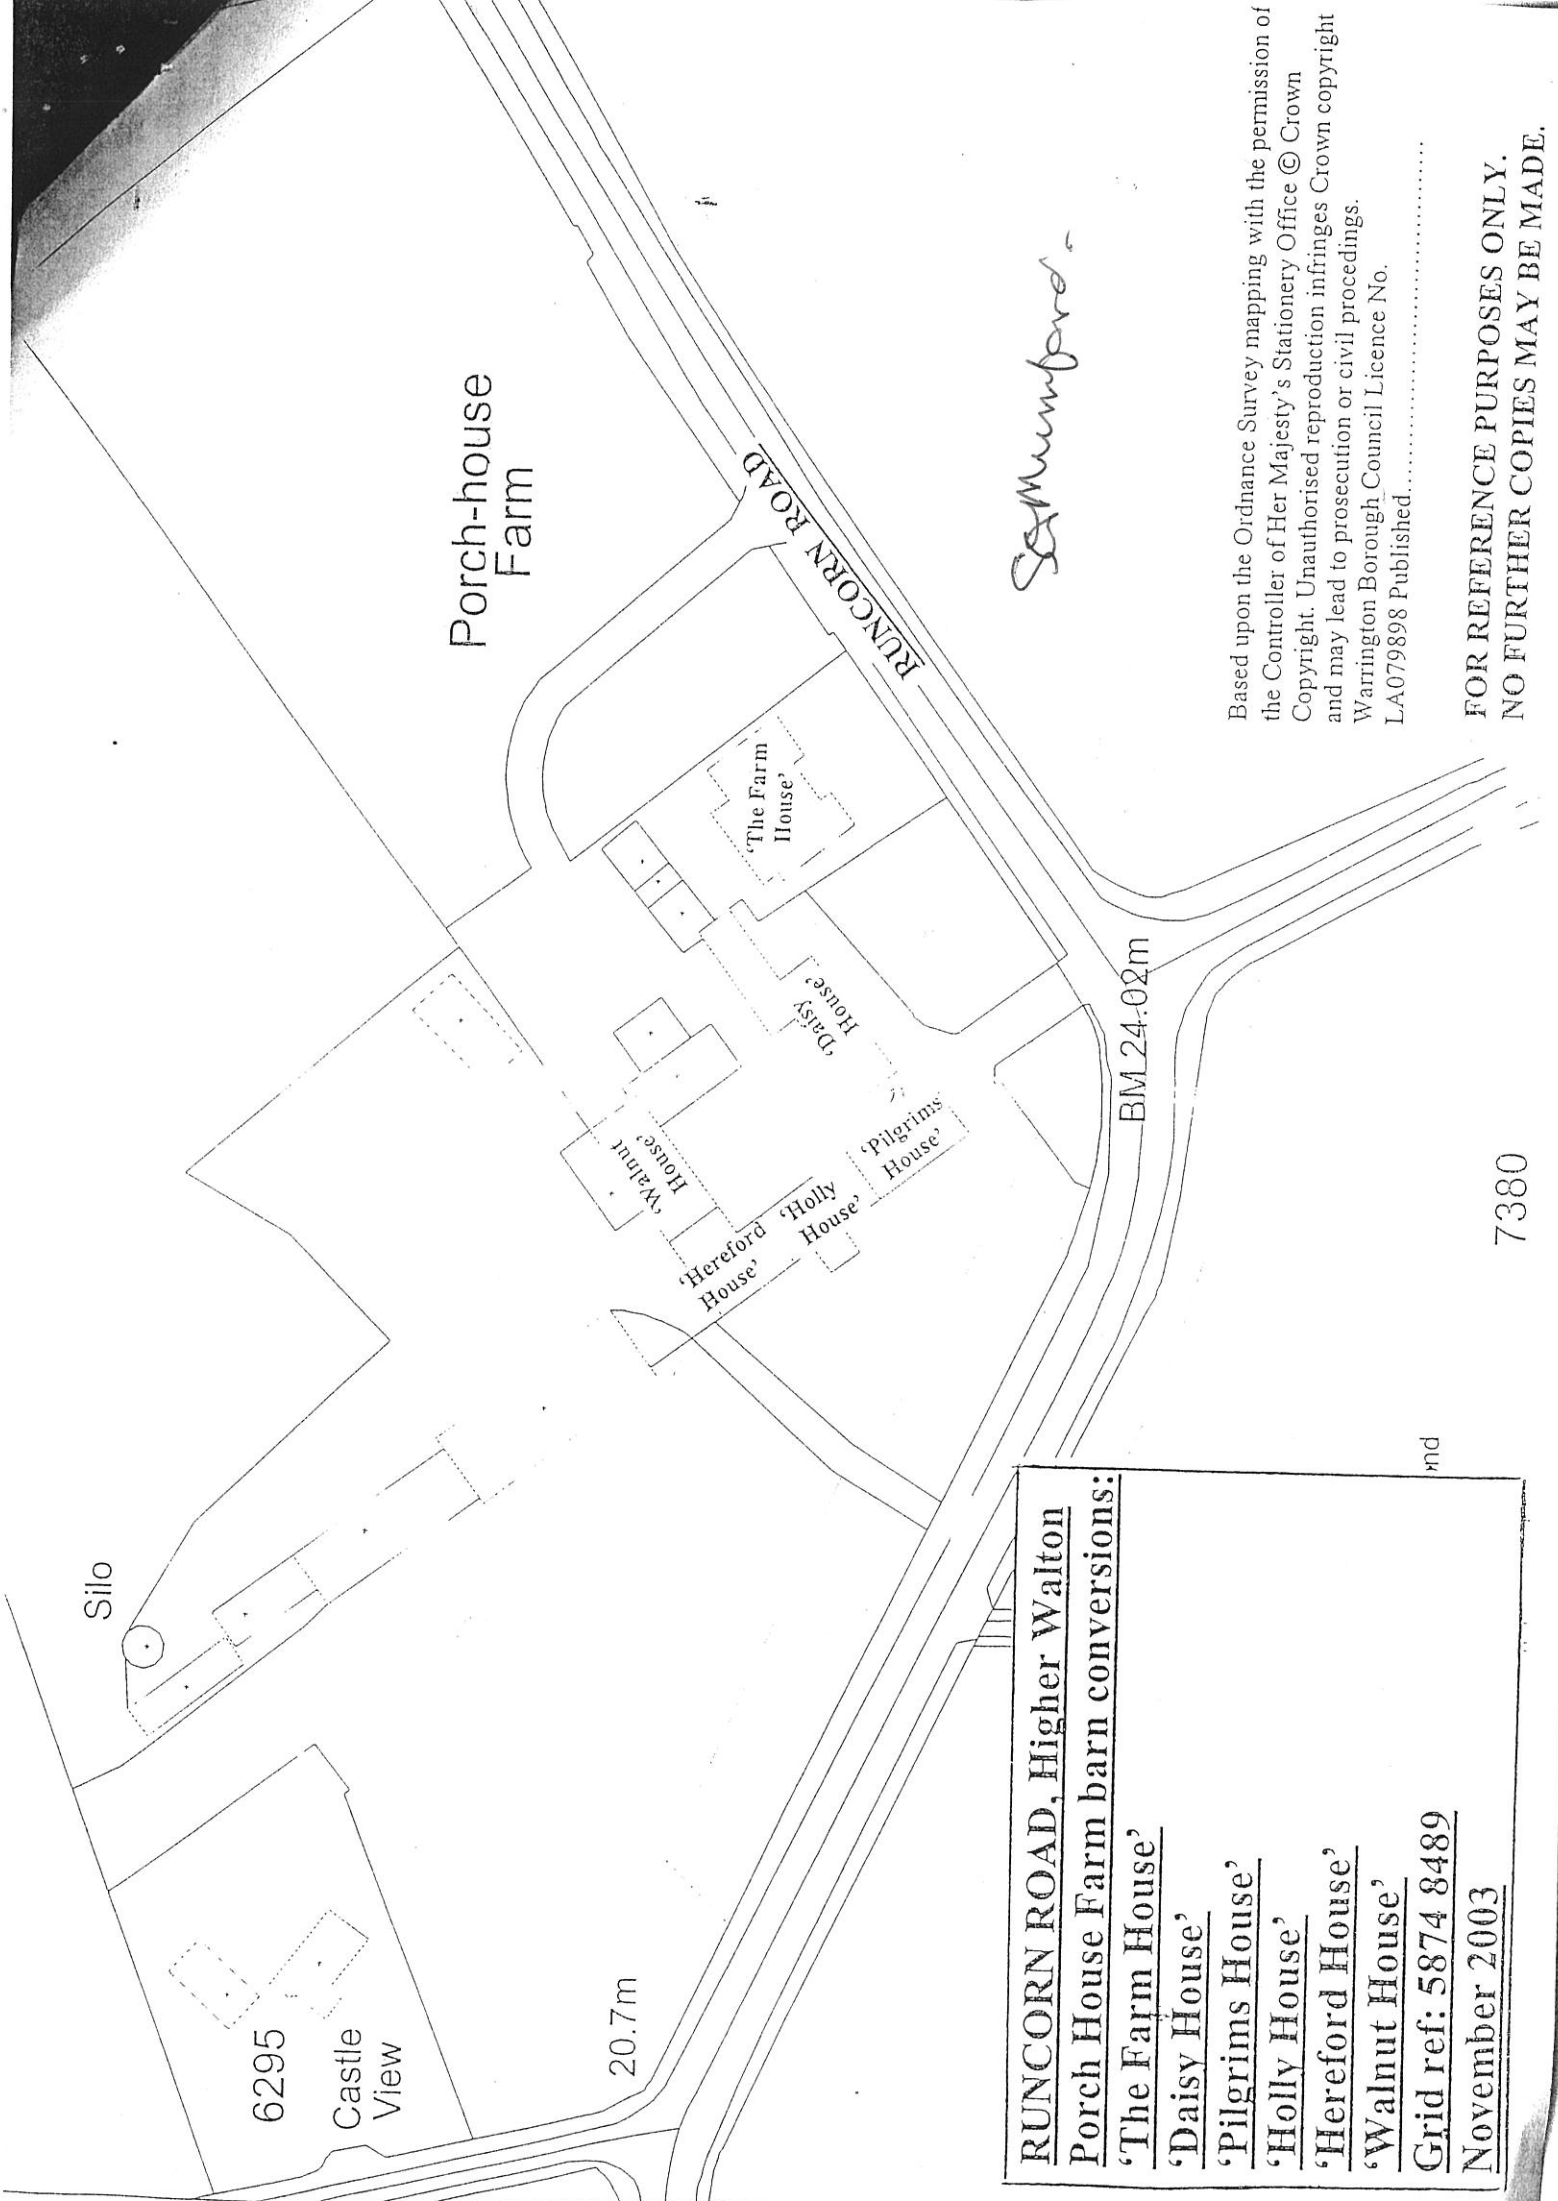 Porch-house
Farm
Silo
RUNCORN ROAD
'The Farm
House'
'Daisy
House'
'Walnut
House'
'Pilgrims
House'
'Holly
House'
'Hereford
House'
BM 24.02m
6295
Castle
View
20.7m
7380
RUNCORN ROAD, Higher Walton
Porch House Farm barn conversions:
'The Farm House'
'Daisy House'
'Pilgrims House'
'Holly House'
'Hereford House'
'Walnut House'
Grid ref: 5874 8489
November 2003
Based upon the Ordnance Survey mapping with the permission of
the Controller of Her Majesty's Stationery Office © Crown
Copyright. Unauthorised reproduction infringes Crown copyright
and may lead to prosecution or civil procedings.
Warrington Borough Council Licence No.
LA079898 Published........................................
FOR REFERENCE PURPOSES ONLY.
NO FURTHER COPIES MAY BE MADE.